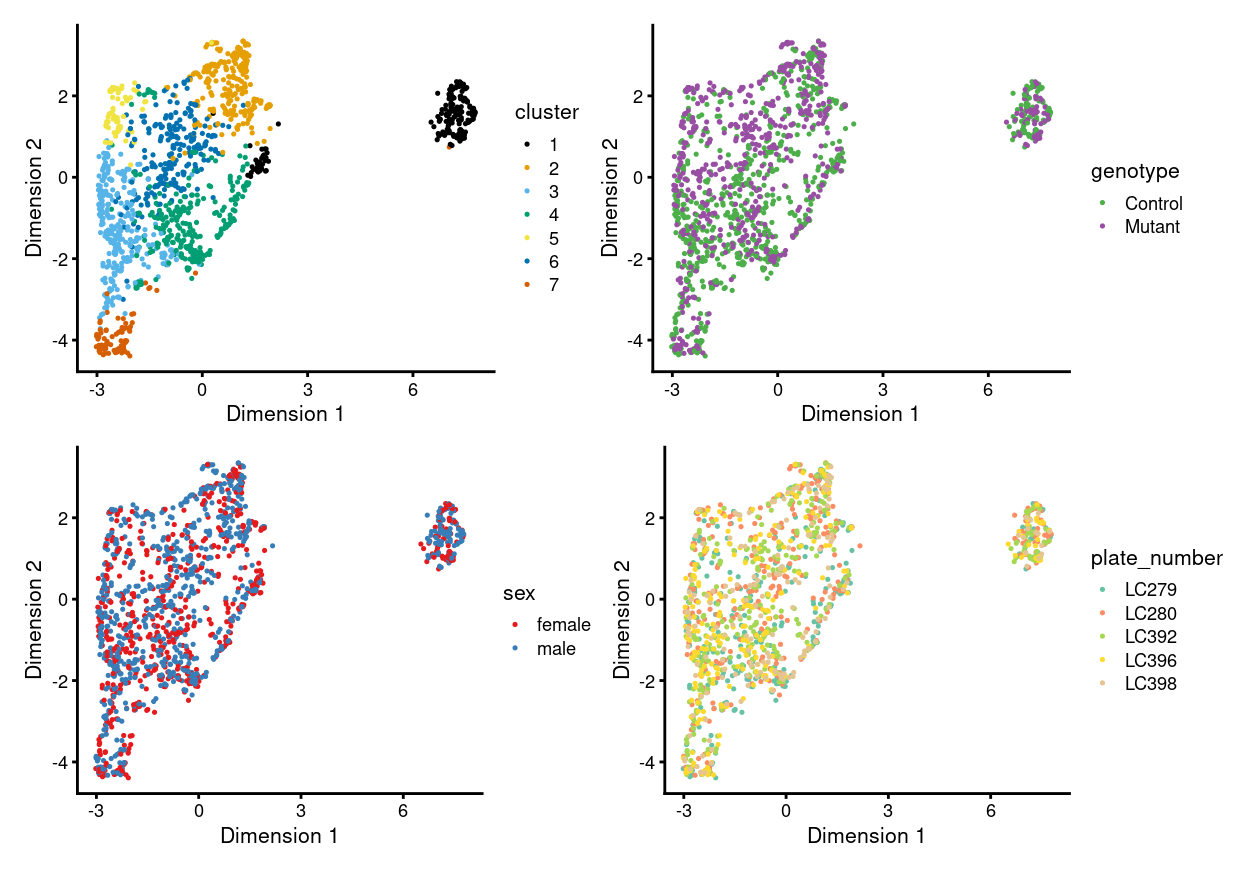 Dimension 2
2
0
-2
-4
-3
0
3
6
Dimension 1
cluster
1
2
3
4
5
6
7
Dimension 2
2
0
-2
-4
-3
0
3
6
Dimension 1
genotype
Control
Mutant
Dimension 2
2
0
-2
-4
-3
0
3
6
Dimension 1
sex
female
male
Dimension 2
2
0
-2
-4
-3
0
3
6
Dimension 1
plate_number
LC279
LC280
LC392
LC396
LC398